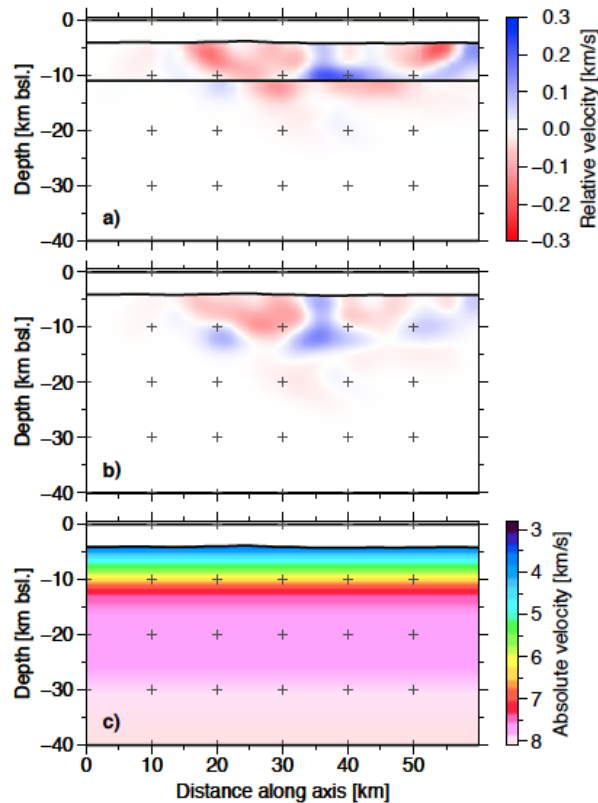 0
−10
−20
−30
−40
Depth [km bsl.]
a)
0.3
0.2
0.1
0.0
−0.1
−0.2
−0.3
Relative velocity [km/s]
0
−10
−20
−30
−40
Depth [km bsl.]
b)
0
−10
−20
−30
−40
Depth [km bsl.]
c)
3
4
5
6
7
8
Absolute velocity [km/s]
0 10 20 30 40 50
Distance along axis [km]